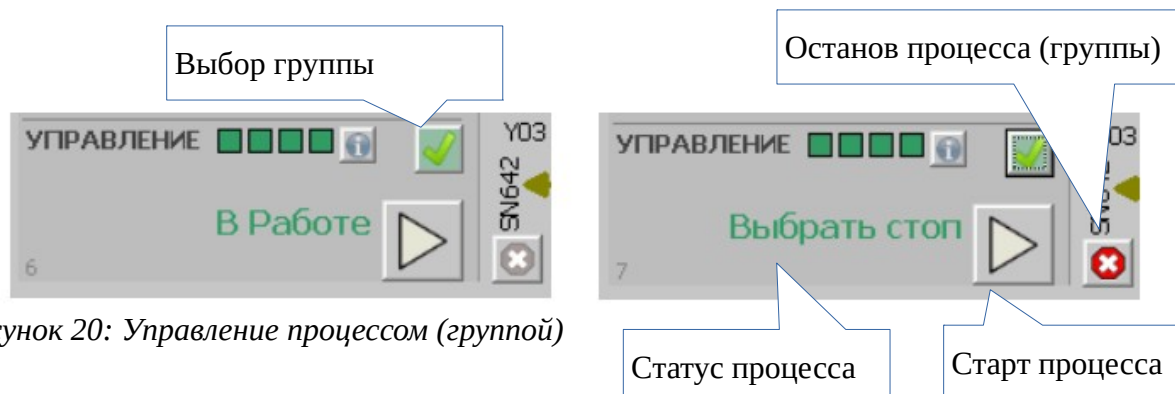 Выбор группы
Останов процесса (группы)
УПРАВЛЕНИЕ
Y03
SN642
В Работе
6
УПРАВЛЕНИЕ
03
Выбрать стоп
7
унок 20: Управление процессом (группой)
Статус процесса
Старт процесса